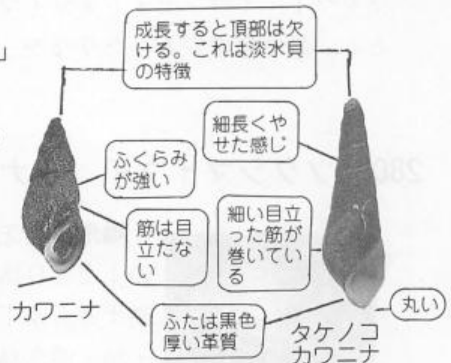 」
成長すると頂部は欠
ける。これは淡水貝
の特徴
細長くや
せた感じ
ふくらみ
が強い
280
筋は目
立たな
い
細い目立
った筋が
巻いてい
る
丸い
カワニナ
ふたは黒色
厚い革質
タケノコ
カワニナ